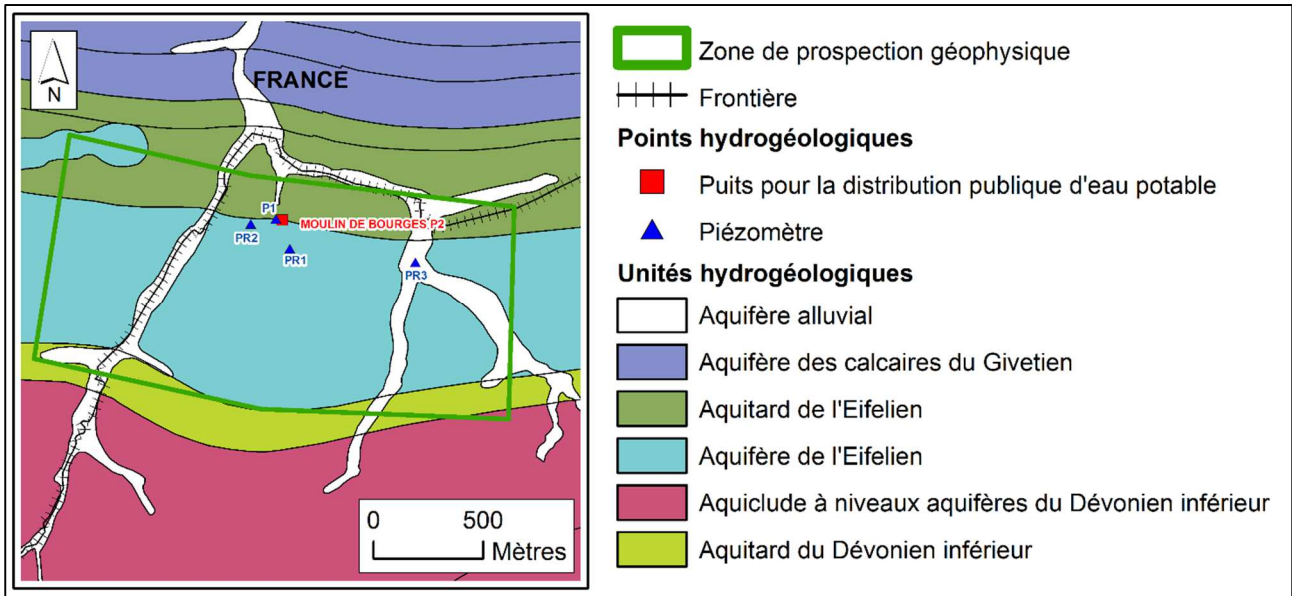 N
FRANCE
P1
MOULIN DE BOURGES P2
PR2
PR1
PR3
0 500
Mètres
Zone de prospection géophysique
Frontière
Points hydrogéologiques
Puits pour la distribution publique d'eau potable
Piézomètre
Unités hydrogéologiques
Aquifère alluvial
Aquifère des calcaires du Givetien
Aquitard de l'Eifelien
Aquifère de l'Eifelien
Aquiclude à niveaux aquifères du Dévonien inférieur
Aquitard du Dévonien inférieur